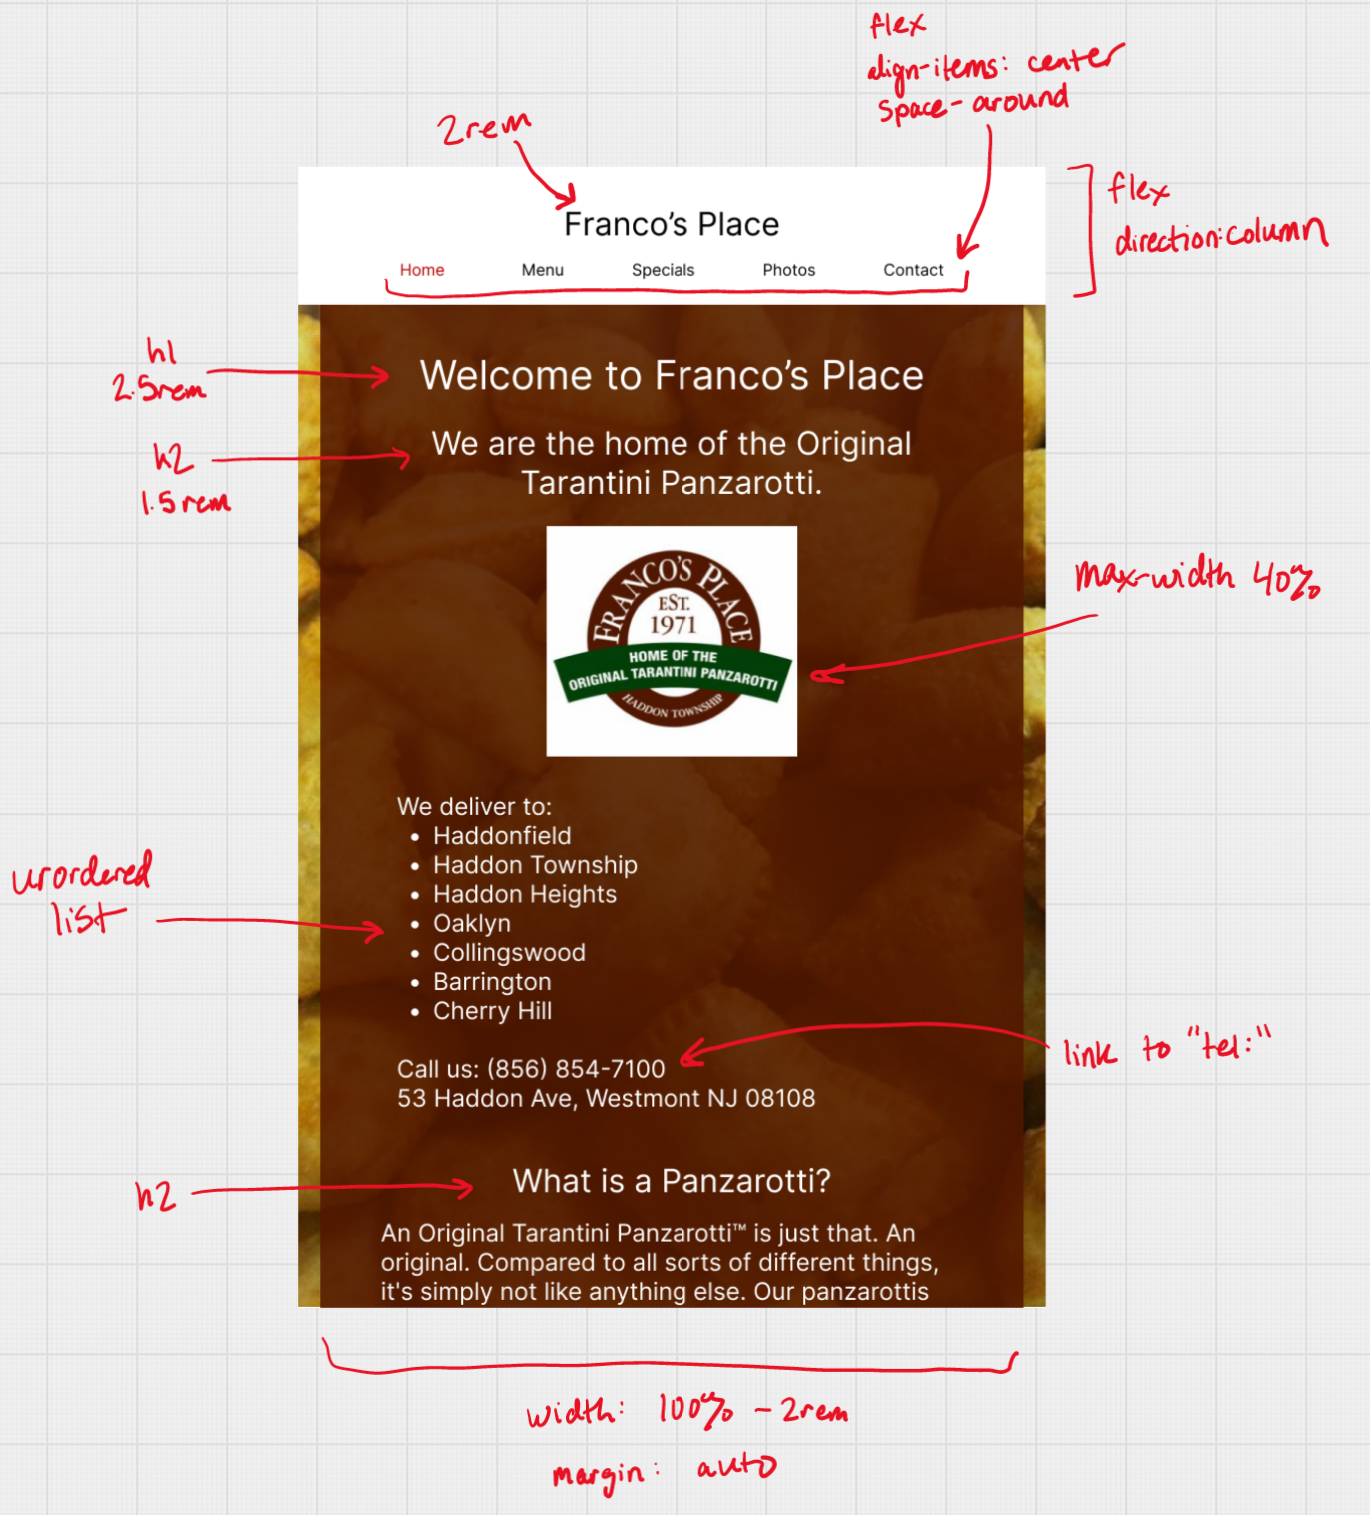 flex
align-items: center
space-around
2rem
flex
direction:column
Franco's Place
Home Menu Specials Photos Contact
h1
2.5rem
Welcome to Franco's Place
h2
1.5rem
We are the home of the Original
Tarantini Panzarotti.
max-width 40%
FRANCO'S PLACE
EST.
1971
HOME OF THE
ORIGINAL TARANTINI PANZAROTTI
HADDON TOWNSHIP
We deliver to:
• Haddonfield
• Haddon Township
• Haddon Heights
• Oaklyn
• Collingswood
• Barrington
• Cherry Hill
unordered
list
Call us: (856) 854-7100
53 Haddon Ave, Westmont NJ 08108
link to "tel:"
h2
What is a Panzarotti?
An Original Tarantini Panzarotti™ is just that. An
original. Compared to all sorts of different things,
it's simply not like anything else. Our panzarottis
width: 100% - 2rem
margin: auto